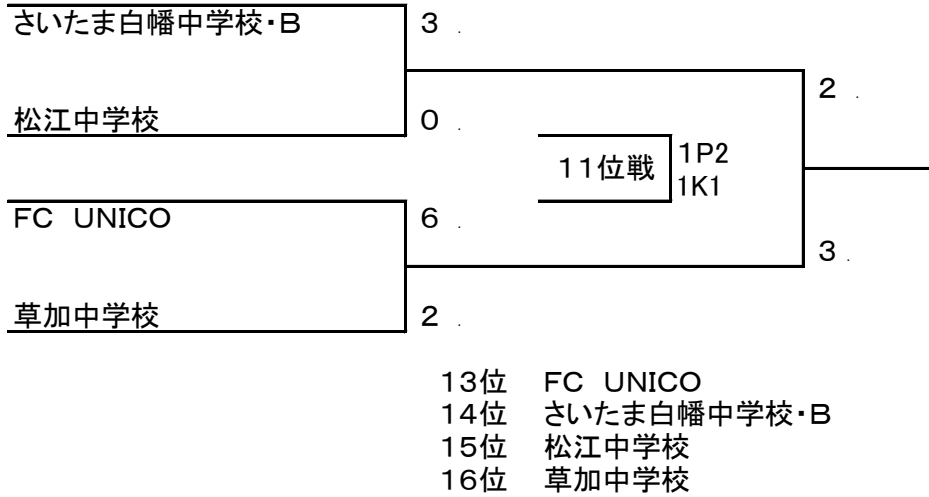 さいたま白幡中学校・B 3 .
2 .
松江中学校 0 .
11位戦 1P2
1K1
FC UNICO 6 .
3 .
草加中学校 2 .
13位 FC UNICO
14位 さいたま白幡中学校・B
15位 松江中学校
16位 草加中学校